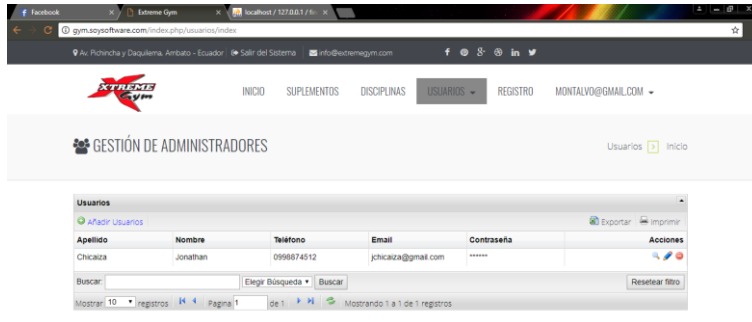 Facebook
Extreme Gym
localhost / 127.0.0.1 / fi
gym.soysoftware.com/index.php/usuarios/index
Av. Pichincha y Daquilema, Ambato - Ecuador Salir del Sistema info@extremegym.com
XTREME
Gym
INICIO SUPLEMENTOS DISCIPLINAS USUARIOS REGISTRO MONTALVO@GMAIL.COM
GESTIÓN DE ADMINISTRADORES
Usuarios > Inicio
Usuarios
Añadir Usuarios Exportar Imprimir
Apellido Nombre Teléfono Email Contraseña Acciones
Chicaiza Jonathan 0998874512 jchicaiza@gmail.com ******
Buscar: Elegir Búsqueda Buscar Resetear filtro
Mostrar 10 registros Pagina 1 de 1 Mostrando 1 a 1 de 1 registros